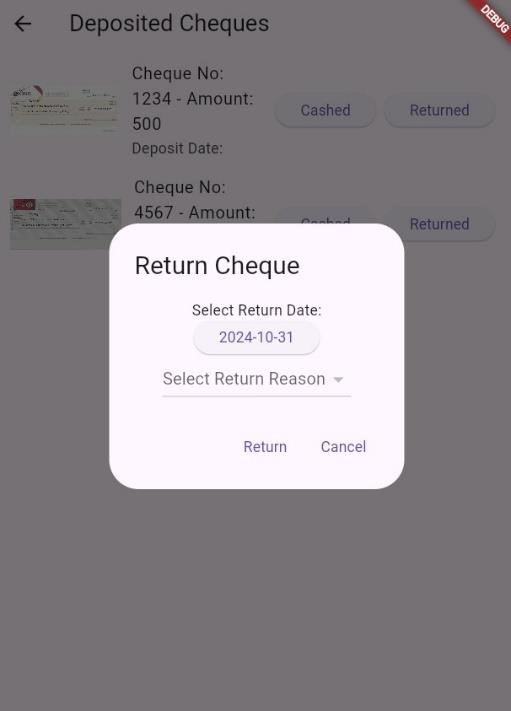 Deposited Cheques
DEBUG
Cheque No:
1234 - Amount:
500
Deposit Date:
Cashed
Returned
Cheque No:
4567 - Amount:
Cashed
Returned
Return Cheque
Select Return Date:
2024-10-31
Select Return Reason
Return
Cancel